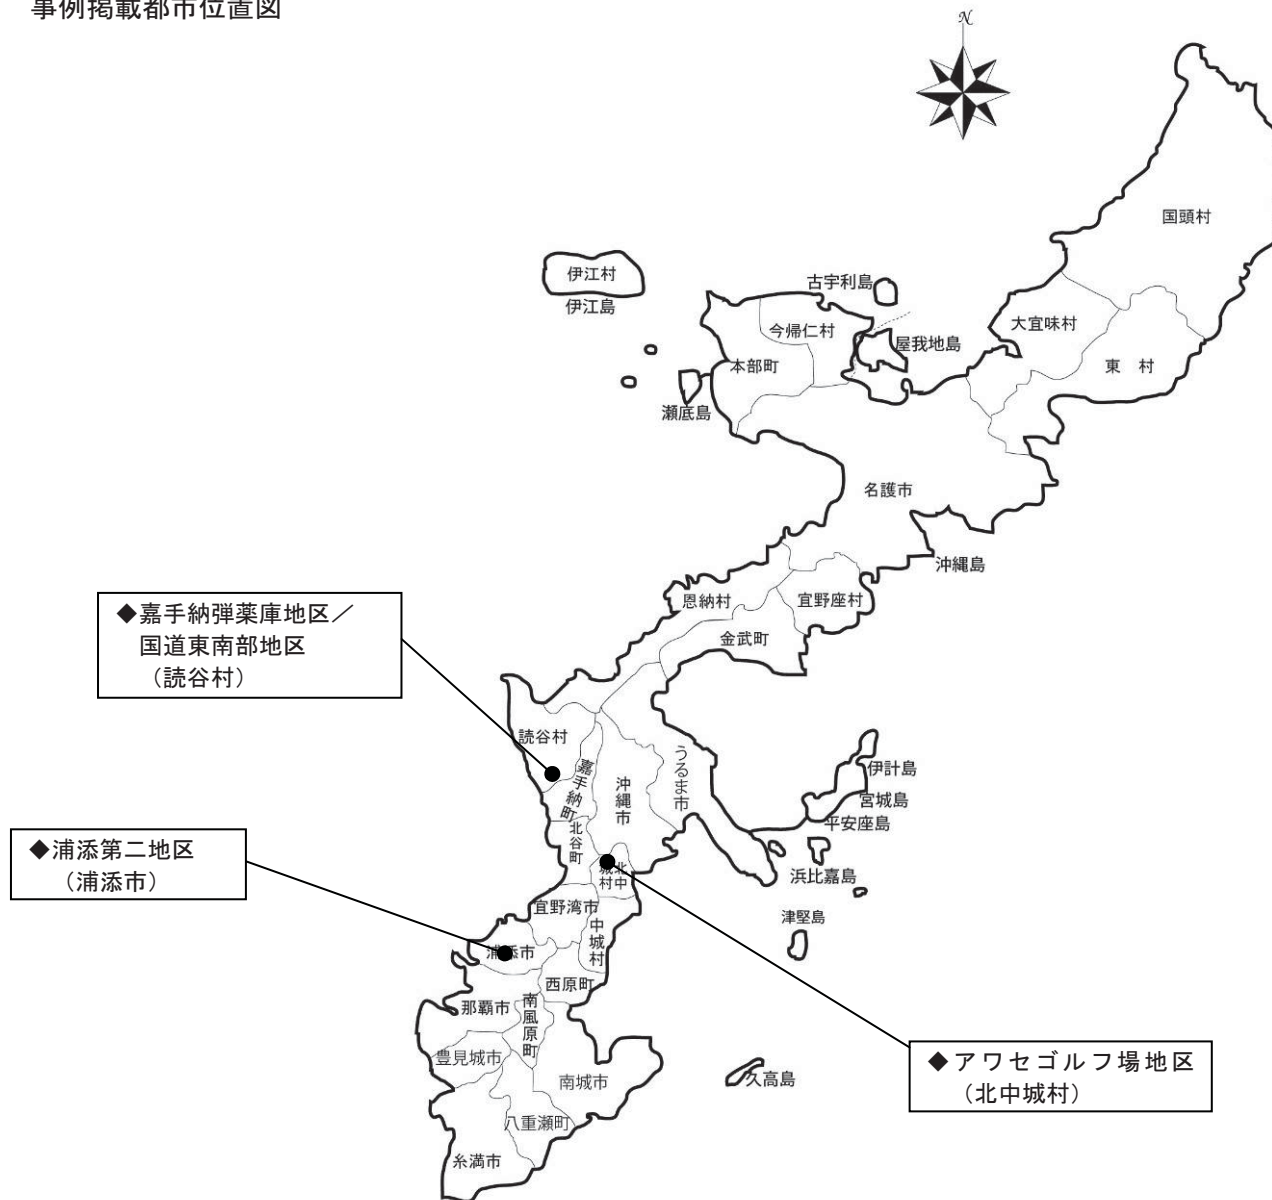 事例掲載都市位置図
N
国頭村
伊江村
伊江島
古宇利島
今帰仁村
大宜味村
屋我地島
本部町
東 村
瀬底島
名護市
沖縄島
恩納村
宜野座村
金武町
◆嘉手納弾薬庫地区／
国道東南部地区
（読谷村）
読谷村
嘉手納町
沖縄市
うるま市
伊計島
宮城島
平安座島
北谷町
◆浦添第二地区
（浦添市）
北中城村
浜比嘉島
宜野湾市
津堅島
中城村
浦添市
西原町
那覇市
南風原町
豊見城市
南城市
久高島
◆アワセゴルフ場地区
（北中城村）
八重瀬町
糸満市